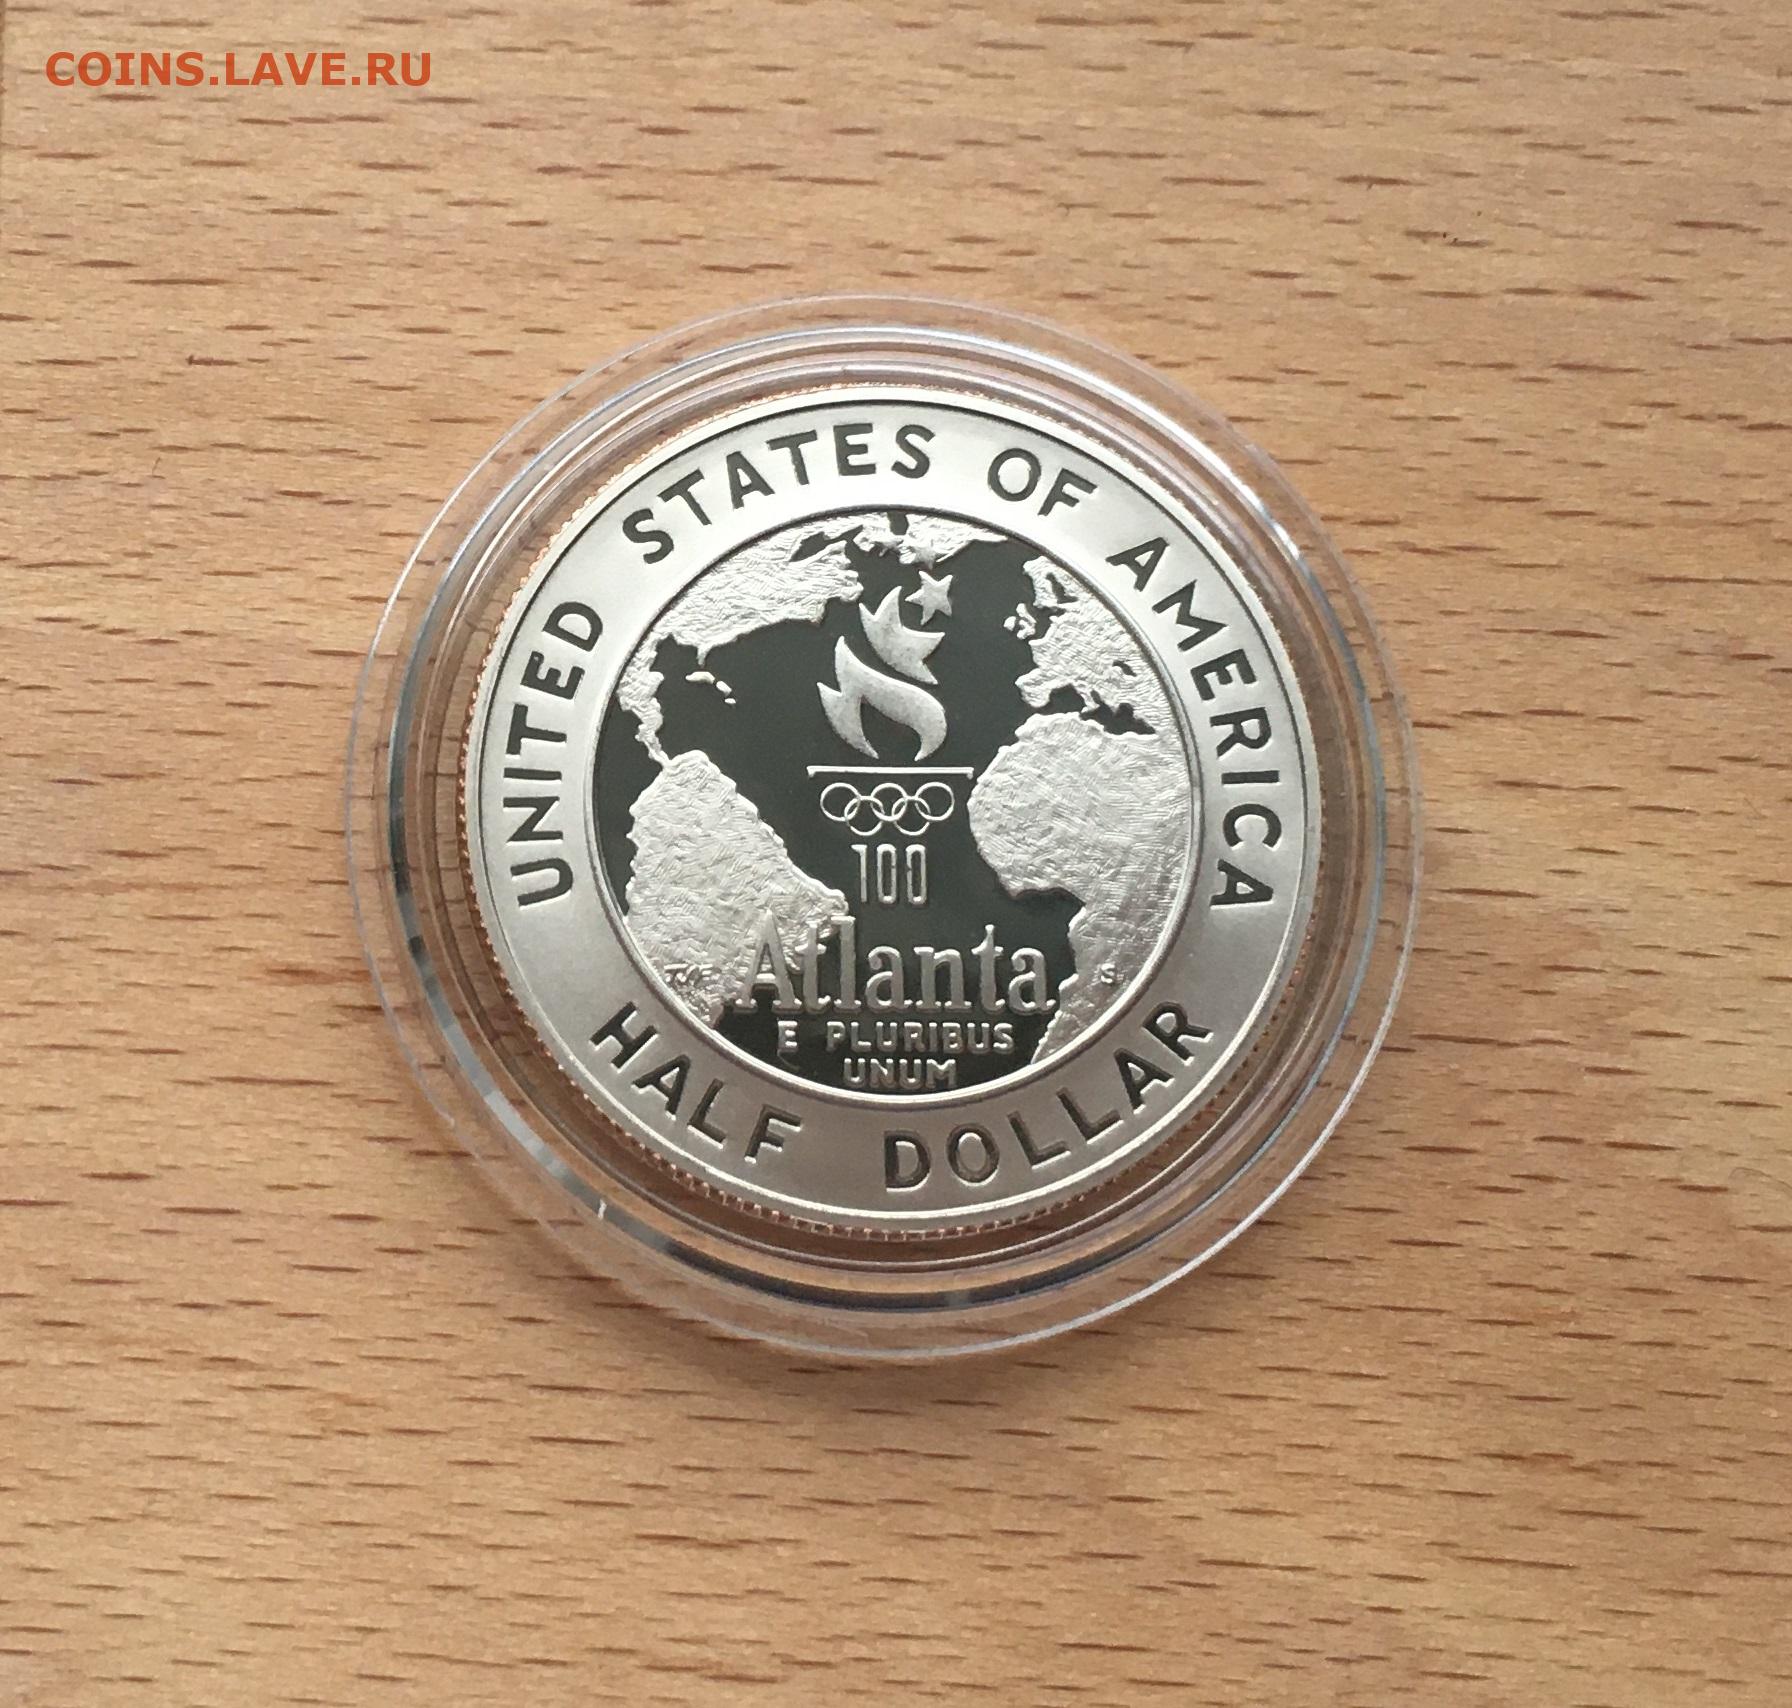 COINS.LAVE.RU
UNITED STATES OF AMERICA
100
Atlanta
E PLURIBUS
UNUM
S
HALF DOLLAR